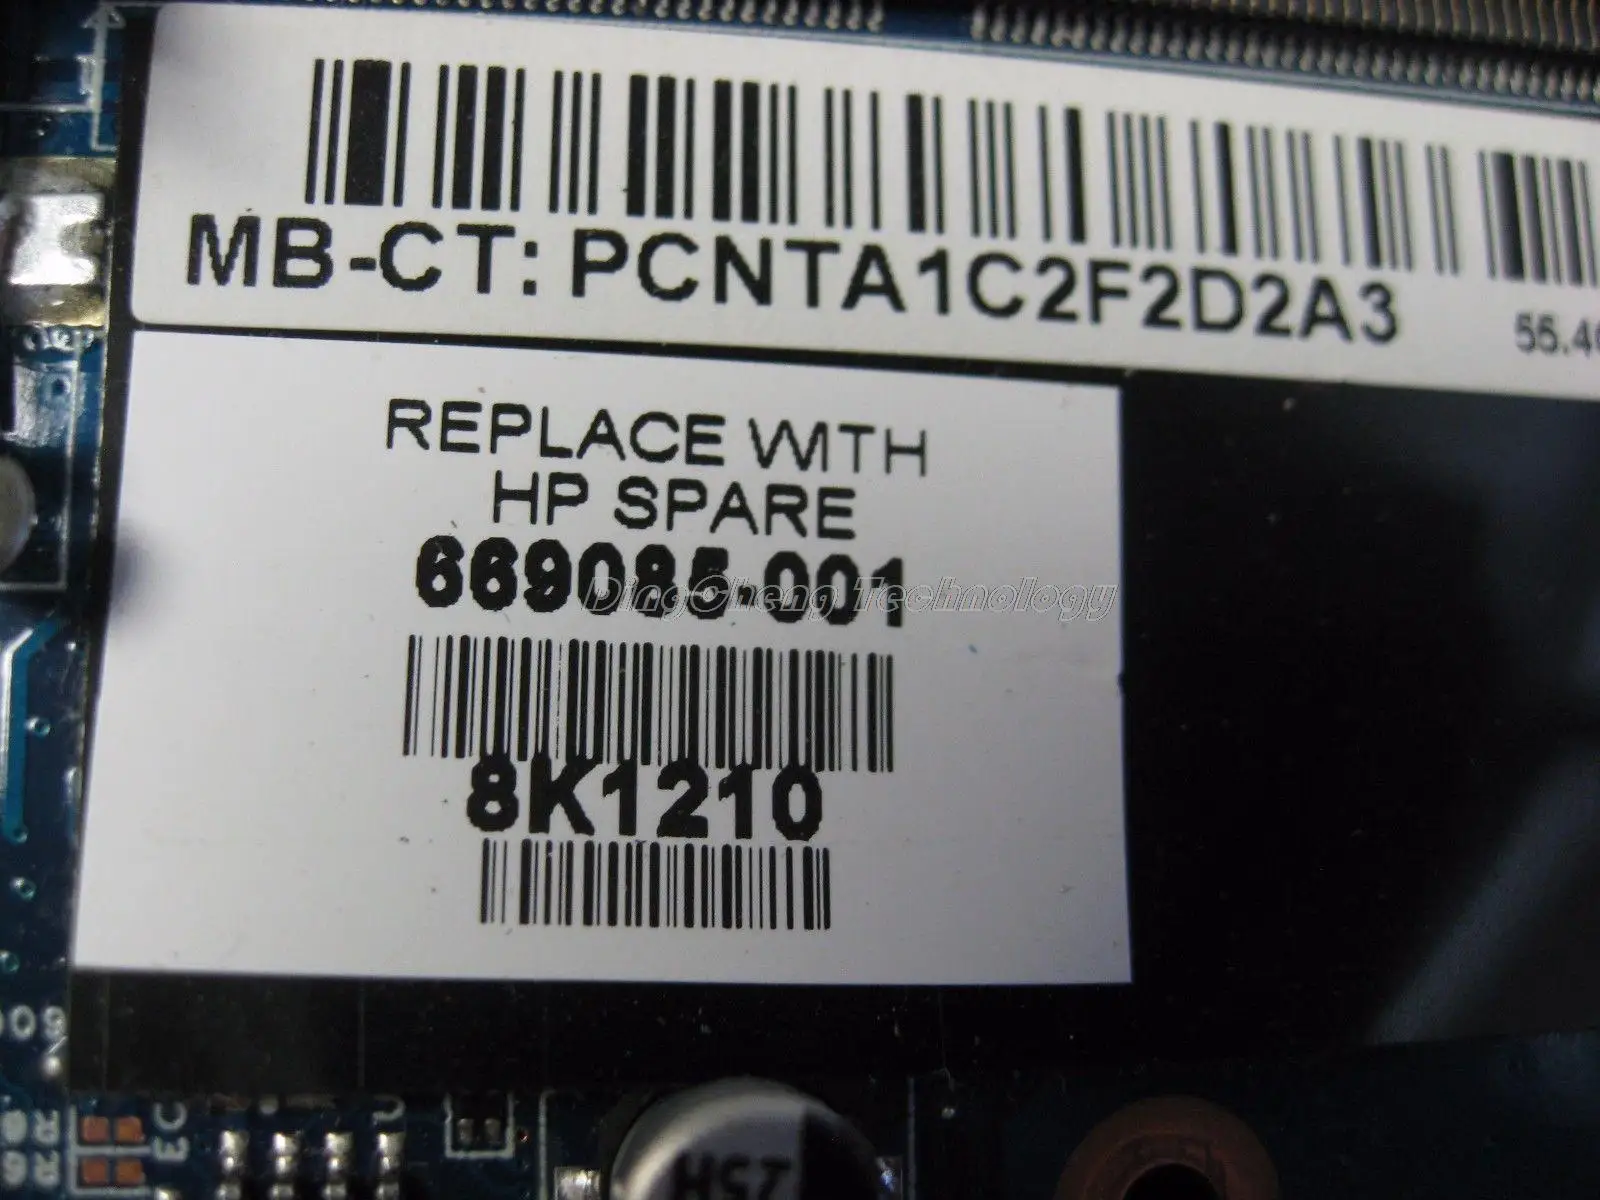 MB-CT: PCNTA1C2F2D2A3
55.4
REPLACE WITH
HP SPARE
669085-001
DingCheng Technology
8K1210